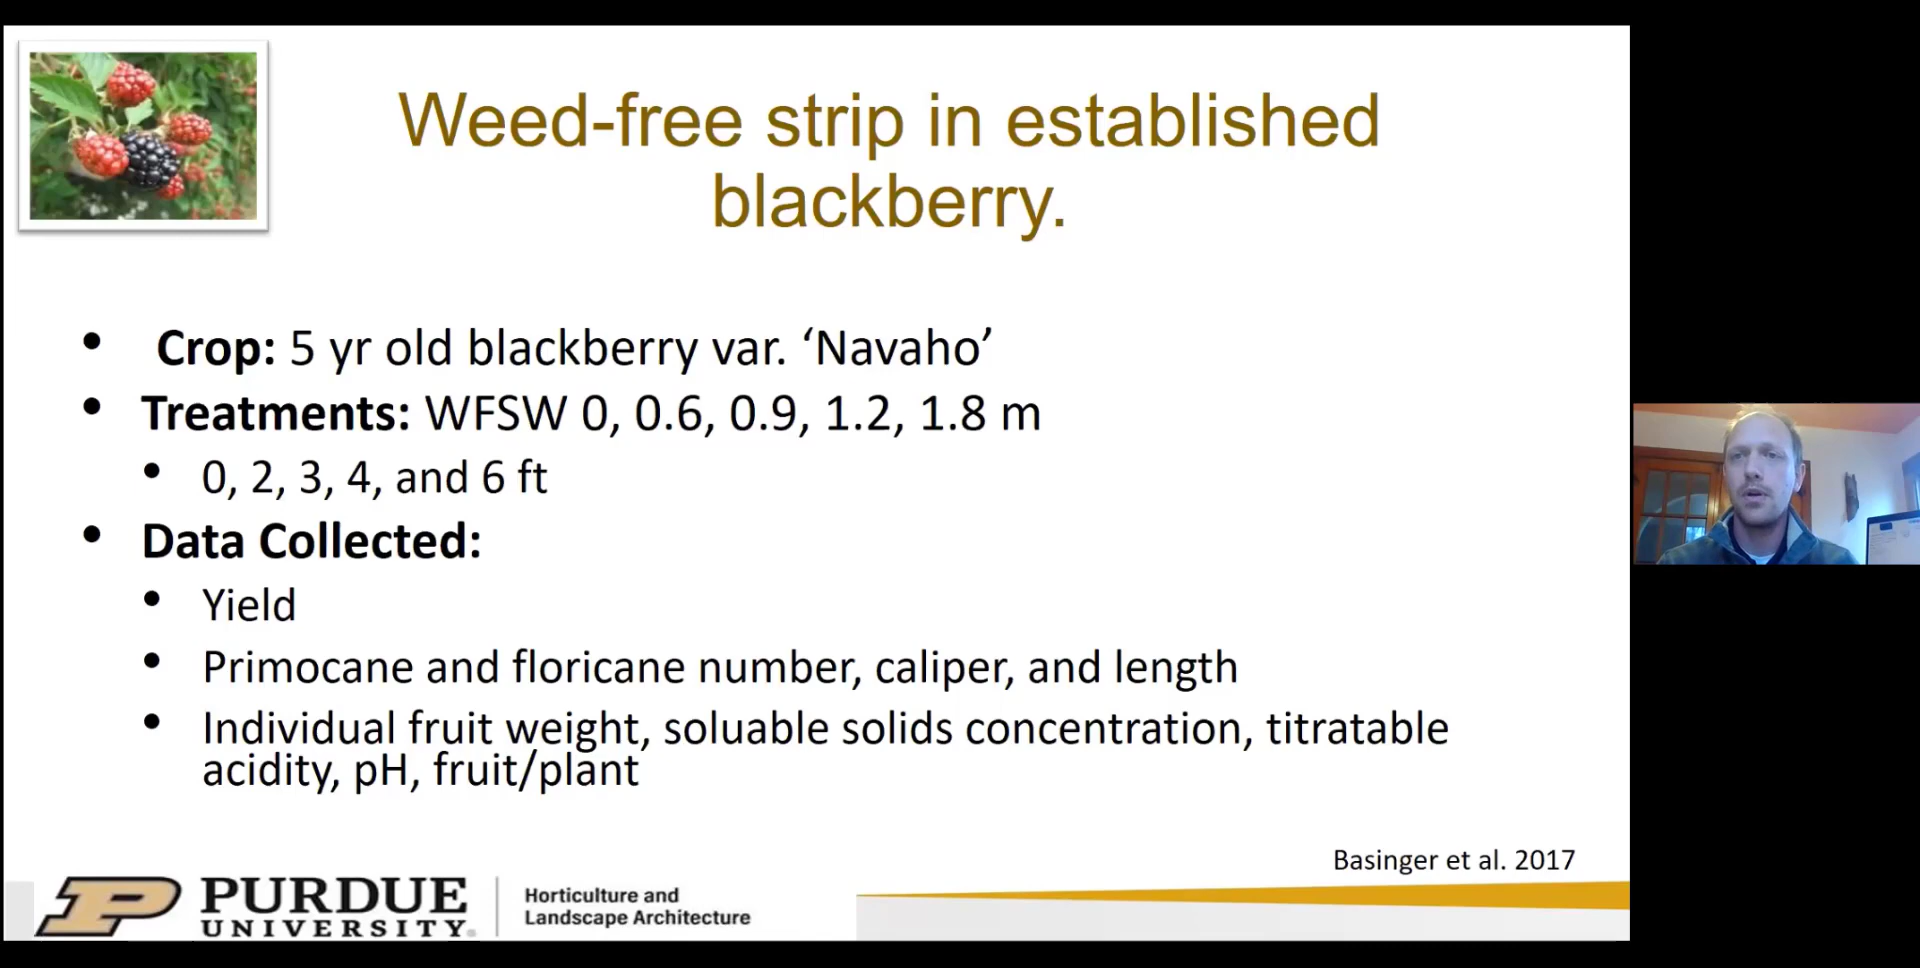 Weed-free strip in established
blackberry.
• Crop: 5 yr old blackberry var. ‘Navaho’
• Treatments: WFSW 0, 0.6, 0.9, 1.2, 1.8 m
• 0, 2, 3, 4, and 6 ft
• Data Collected:
• Yield
• Primocane and floricane number, caliper, and length
• Individual fruit weight, soluable solids concentration, titratable
acidity, pH, fruit/plant
Basinger et al. 2017
P PURDUE
UNIVERSITY®
Horticulture and
Landscape Architecture